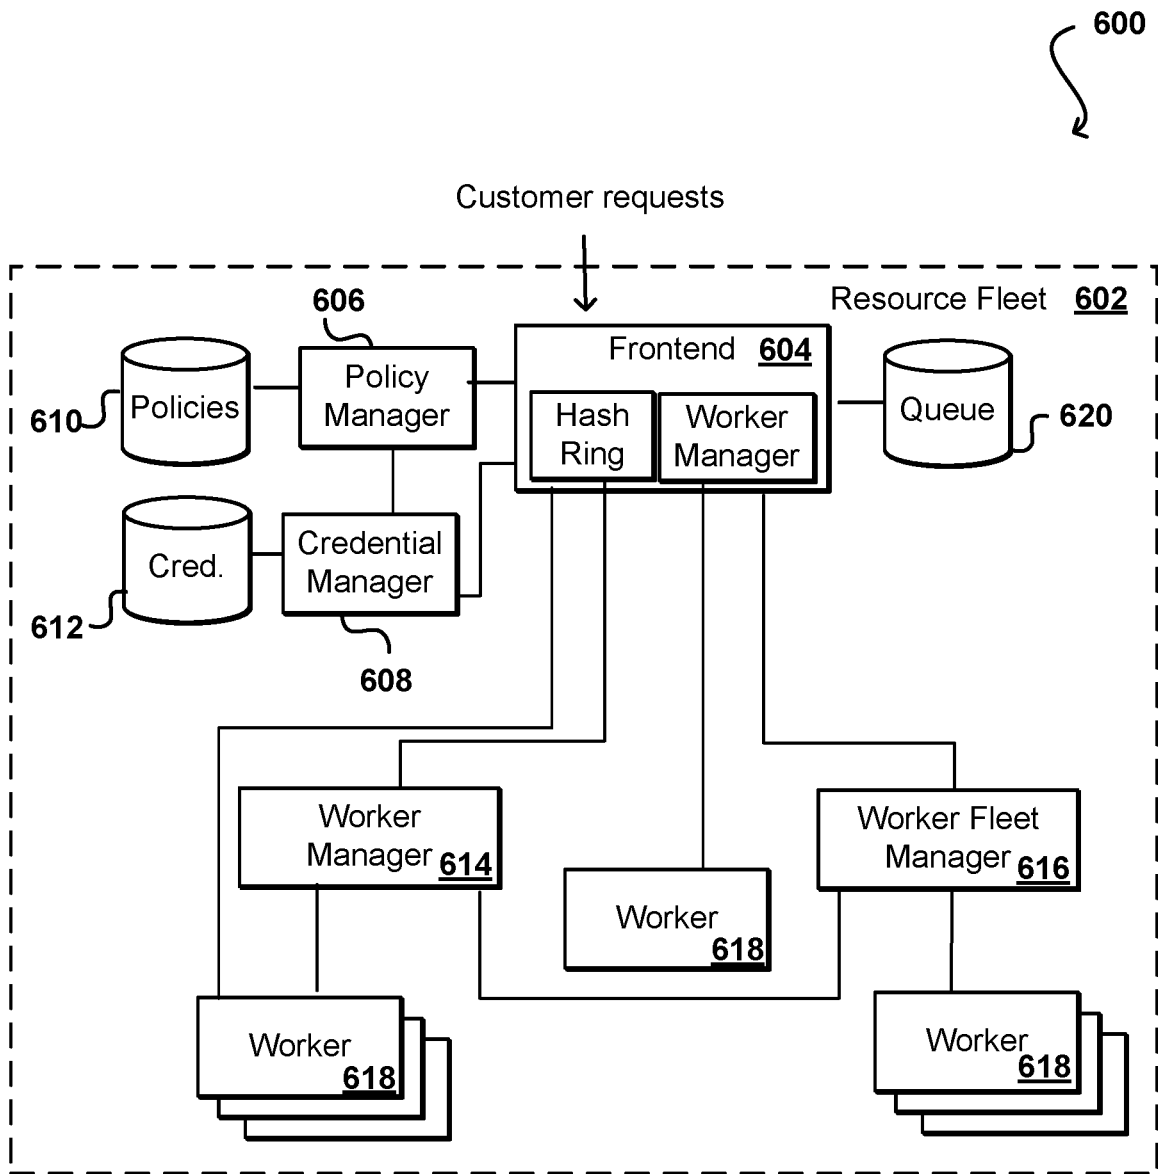 600
Customer requests
Resource Fleet 602
606
Frontend 604
Policy
Manager
Policies
610
Hash
Ring
Worker
Manager
Queue
620
Credential
Manager
Cred.
612
608
Worker
Manager 614
Worker Fleet
Manager 616
Worker
618
Worker
618
Worker
618